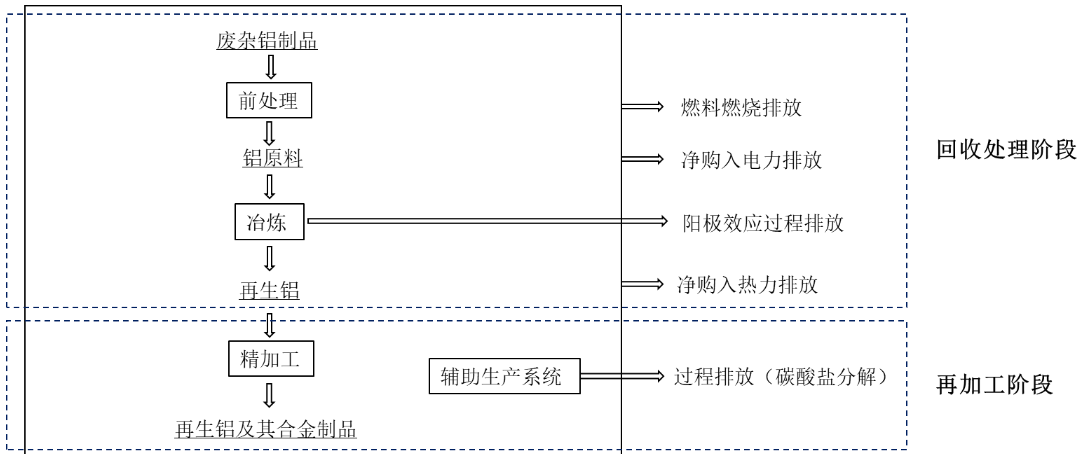 废杂铝制品
前处理
铝原料
冶炼
再生铝
燃料燃烧排放
净购入电力排放
阳极效应过程排放
净购入热力排放
回收处理阶段
精加工
再生铝及其合金制品
辅助生产系统
过程排放（碳酸盐分解）
再加工阶段